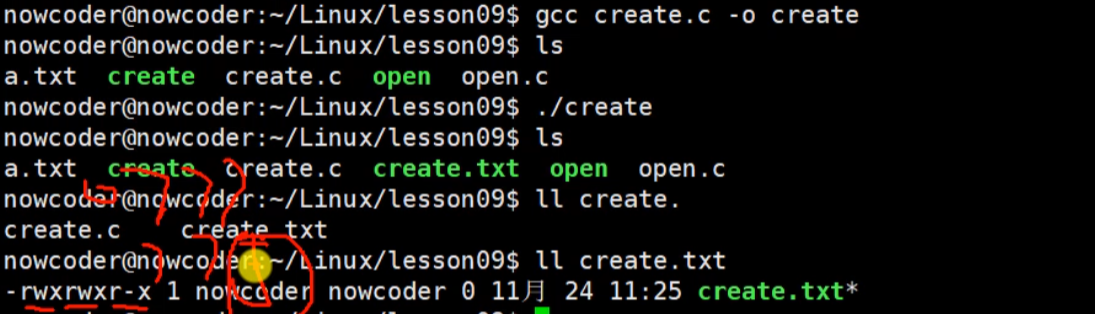 nowcoder@nowcoder:~/Linux/lesson09$ gcc create.c -o create
nowcoder@nowcoder:~/Linux/lesson09$ ls
a.txt  create  create.c  open  open.c
nowcoder@nowcoder:~/Linux/lesson09$ ./create
nowcoder@nowcoder:~/Linux/lesson09$ ls
a.txt  create  create.c  create.txt  open  open.c
nowcoder@nowcoder:~/Linux/lesson09$ ll create.
create.c    create.txt
nowcoder@nowcoder:~/Linux/lesson09$ ll create.txt
-rwxrwxr-x 1 nowcoder nowcoder 0 11月 24 11:25 create.txt*